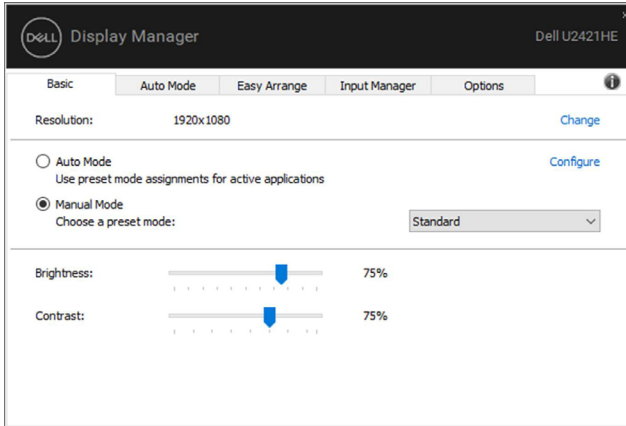 DELL Display Manager Dell U2421HE
Basic Auto Mode Easy Arrange Input Manager Options
Resolution: 1920x1080 Change
Auto Mode Configure
Use preset mode assignments for active applications
Manual Mode
Choose a preset mode: Standard
Brightness: 75%
Contrast: 75%